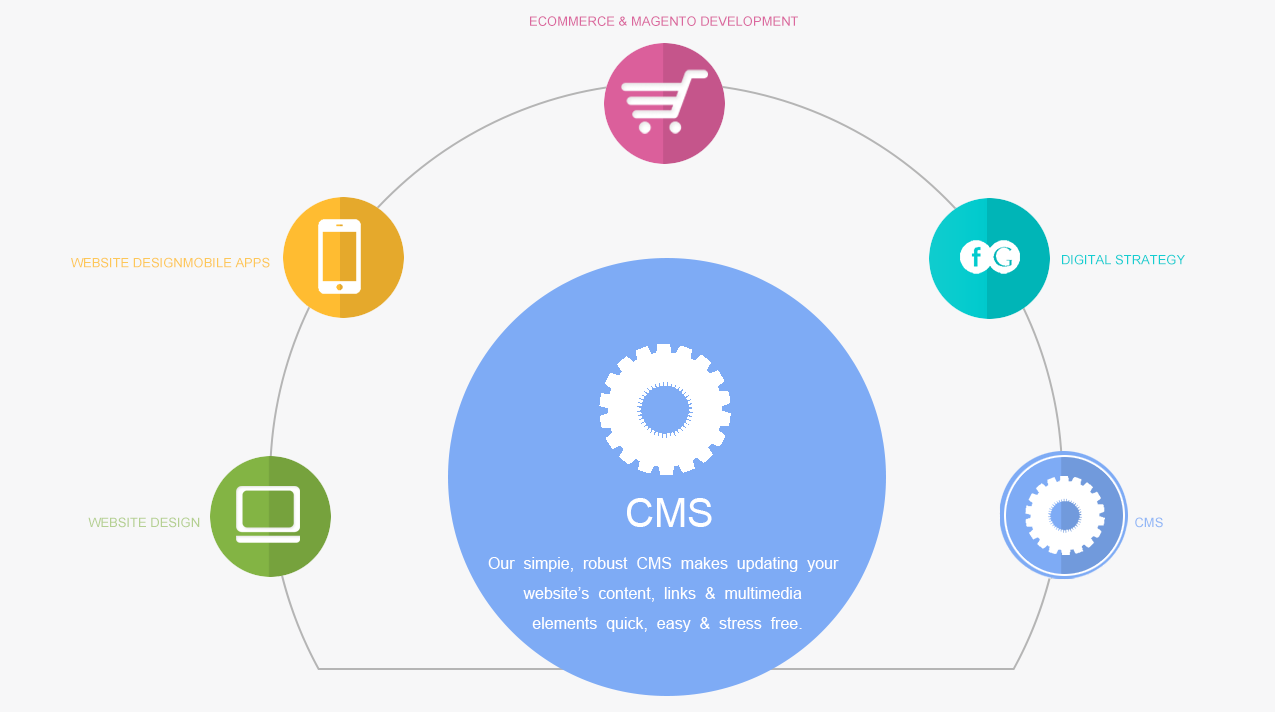 ECOMMERCE & MAGENTO DEVELOPMENT
WEBSITE DESIGNMOBILE APPS
f G
DIGITAL STRATEGY
WEBSITE DESIGN
CMS
Our simpie, robust CMS makes updating your
website's content, links & multimedia
elements quick, easy & stress free.
CMS